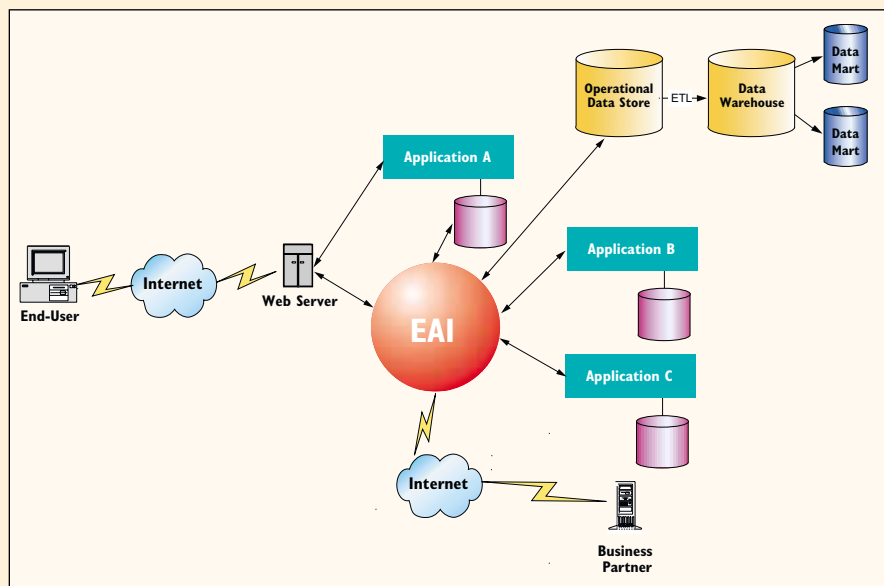 Data
Mart
Operational
Data Store
ETL
Data
Warehouse
Data
Mart
Application A
Application B
Internet
Web Server
End-User
EAI
Application C
Internet
Business
Partner